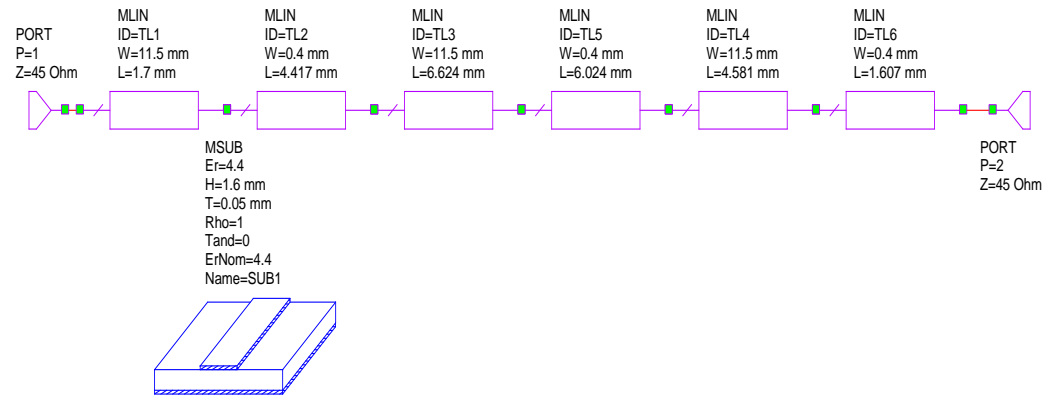 PORT
P=1
Z=45 Ohm
MLIN
ID=TL1
W=11.5 mm
L=1.7 mm
MLIN
ID=TL2
W=0.4 mm
L=4.417 mm
MLIN
ID=TL3
W=11.5 mm
L=6.624 mm
MLIN
ID=TL5
W=0.4 mm
L=6.024 mm
MLIN
ID=TL4
W=11.5 mm
L=4.581 mm
MLIN
ID=TL6
W=0.4 mm
L=1.607 mm
MSUB
Er=4.4
H=1.6 mm
T=0.05 mm
Rho=1
Tand=0
ErNom=4.4
Name=SUB1
PORT
P=2
Z=45 Ohm